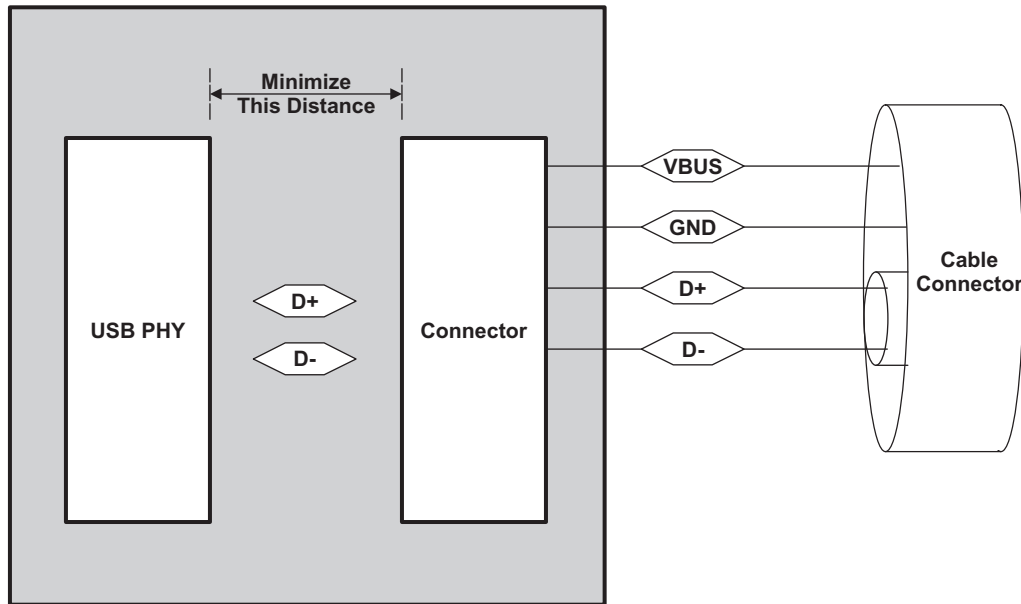 Minimize
This Distance
USB PHY
D+
D-
Connector
VBUS
GND
D+
D-
Cable
Connector